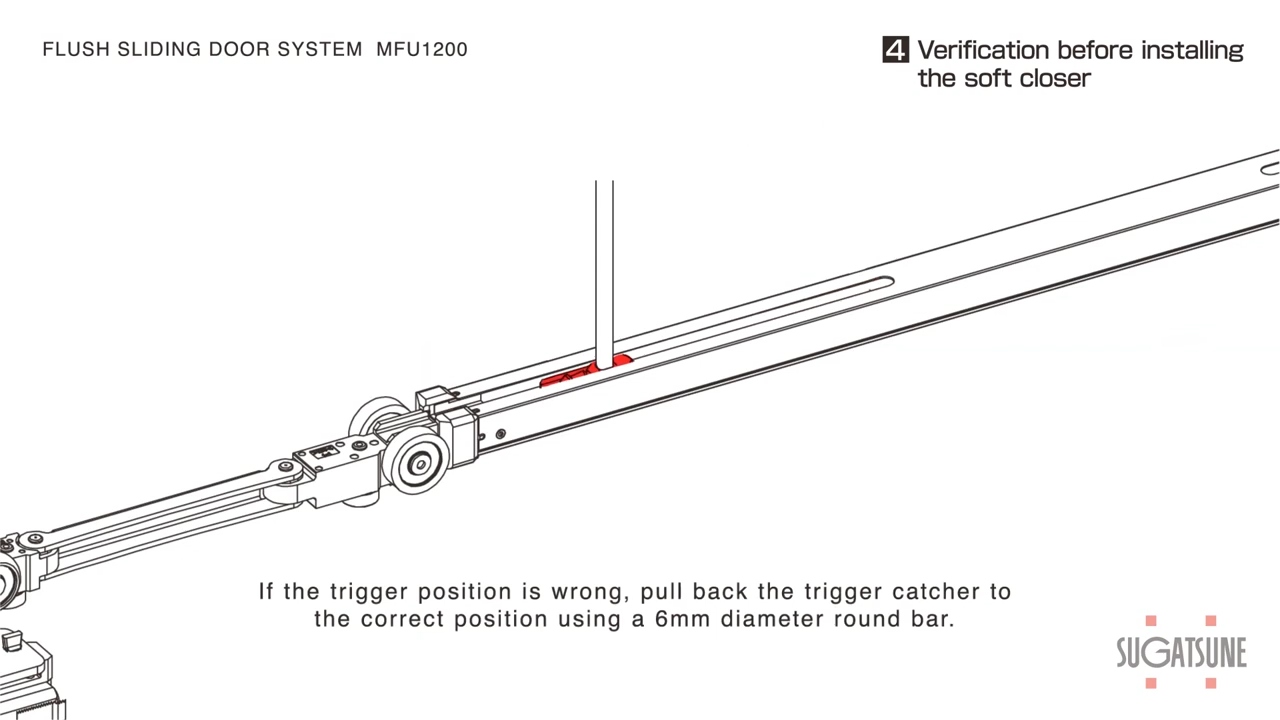 FLUSH SLIDING DOOR SYSTEM MFU1200
4 Verification before installing
the soft closer
If the trigger position is wrong, pull back the trigger catcher to
the correct position using a 6mm diameter round bar.
SUGATSUNE